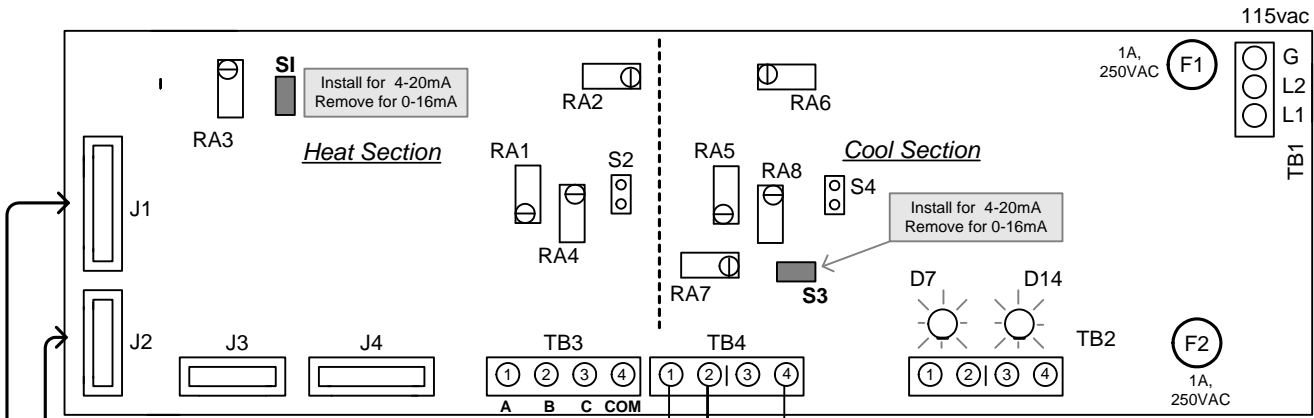 115vac
1A,
250VAC
F1
G
L2
L1
TB1
SI
Install for 4-20mA
Remove for 0-16mA
RA3
RA2
RA6
Heat Section
Cool Section
RA1
S2
RA4
RA5
RA8
S4
Install for 4-20mA
Remove for 0-16mA
RA7
S3
J1
J2
J3
J4
TB3
1 2 3 4
A B C COM
TB4
1 2 3 4
D7
D14
TB2
1 2 3 4
F2
1A,
250VAC